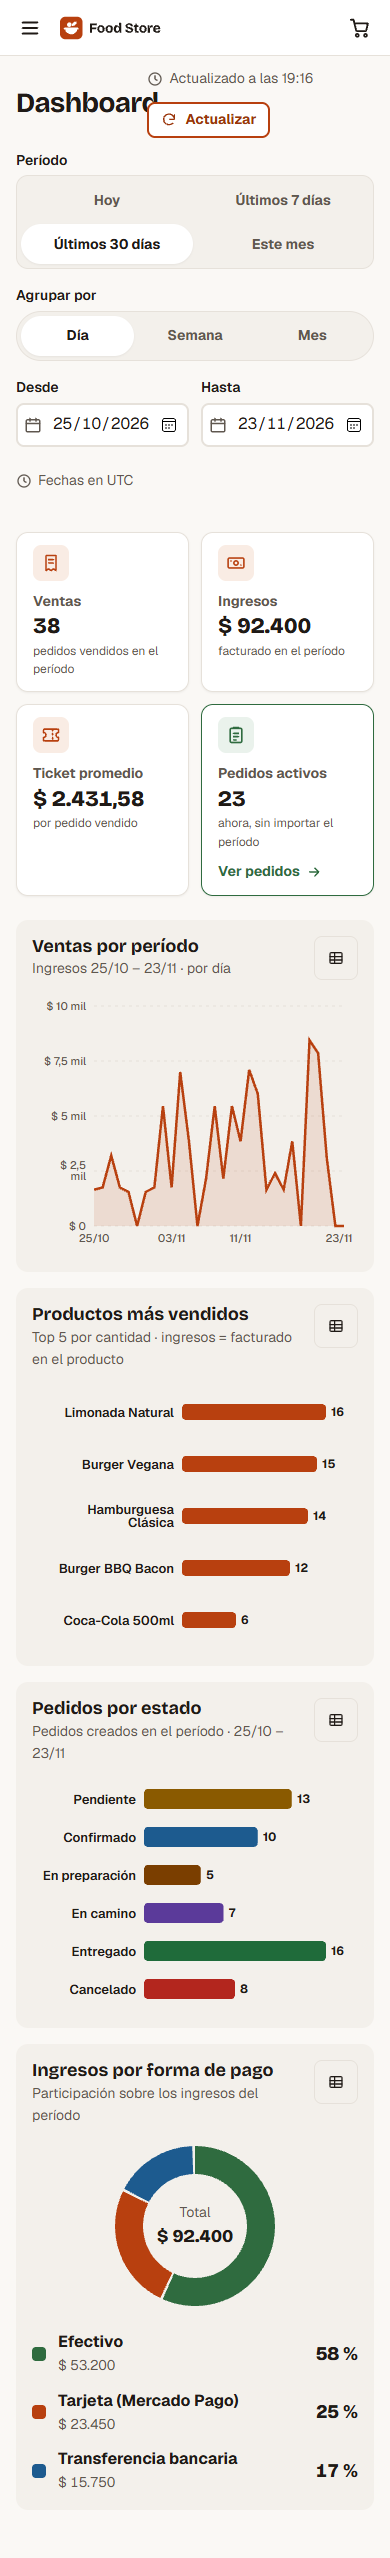 Food Store
Actualizado a las 19:16
Dashboard
Actualizar
Período
Hoy
Últimos 7 días
Últimos 30 días
Este mes
Agrupar por
Día
Semana
Mes
Desde
Hasta
25/10/2026
23/11/2026
Fechas en UTC
Ventas
38
pedidos vendidos en el
período
Ingresos
$ 92.400
facturado en el período
Ticket promedio
$ 2.431,58
por pedido vendido
Pedidos activos
23
ahora, sin importar el
período
Ver pedidos →
Ventas por período
Ingresos 25/10 – 23/11 · por día
$ 10 mil
$ 7,5 mil
$ 5 mil
$ 2,5
mil
$ 0
25/10
03/11
11/11
23/11
Productos más vendidos
Top 5 por cantidad · ingresos = facturado
en el producto
Limonada Natural 16
Burger Vegana 15
Hamburguesa
Clásica 14
Burger BBQ Bacon 12
Coca-Cola 500ml 6
Pedidos por estado
Pedidos creados en el período · 25/10 –
23/11
Pendiente 13
Confirmado 10
En preparación 5
En camino 7
Entregado 16
Cancelado 8
Ingresos por forma de pago
Participación sobre los ingresos del
período
Total
$ 92.400
Efectivo
$ 53.200
58 %
Tarjeta (Mercado Pago)
$ 23.450
25 %
Transferencia bancaria
$ 15.750
17 %